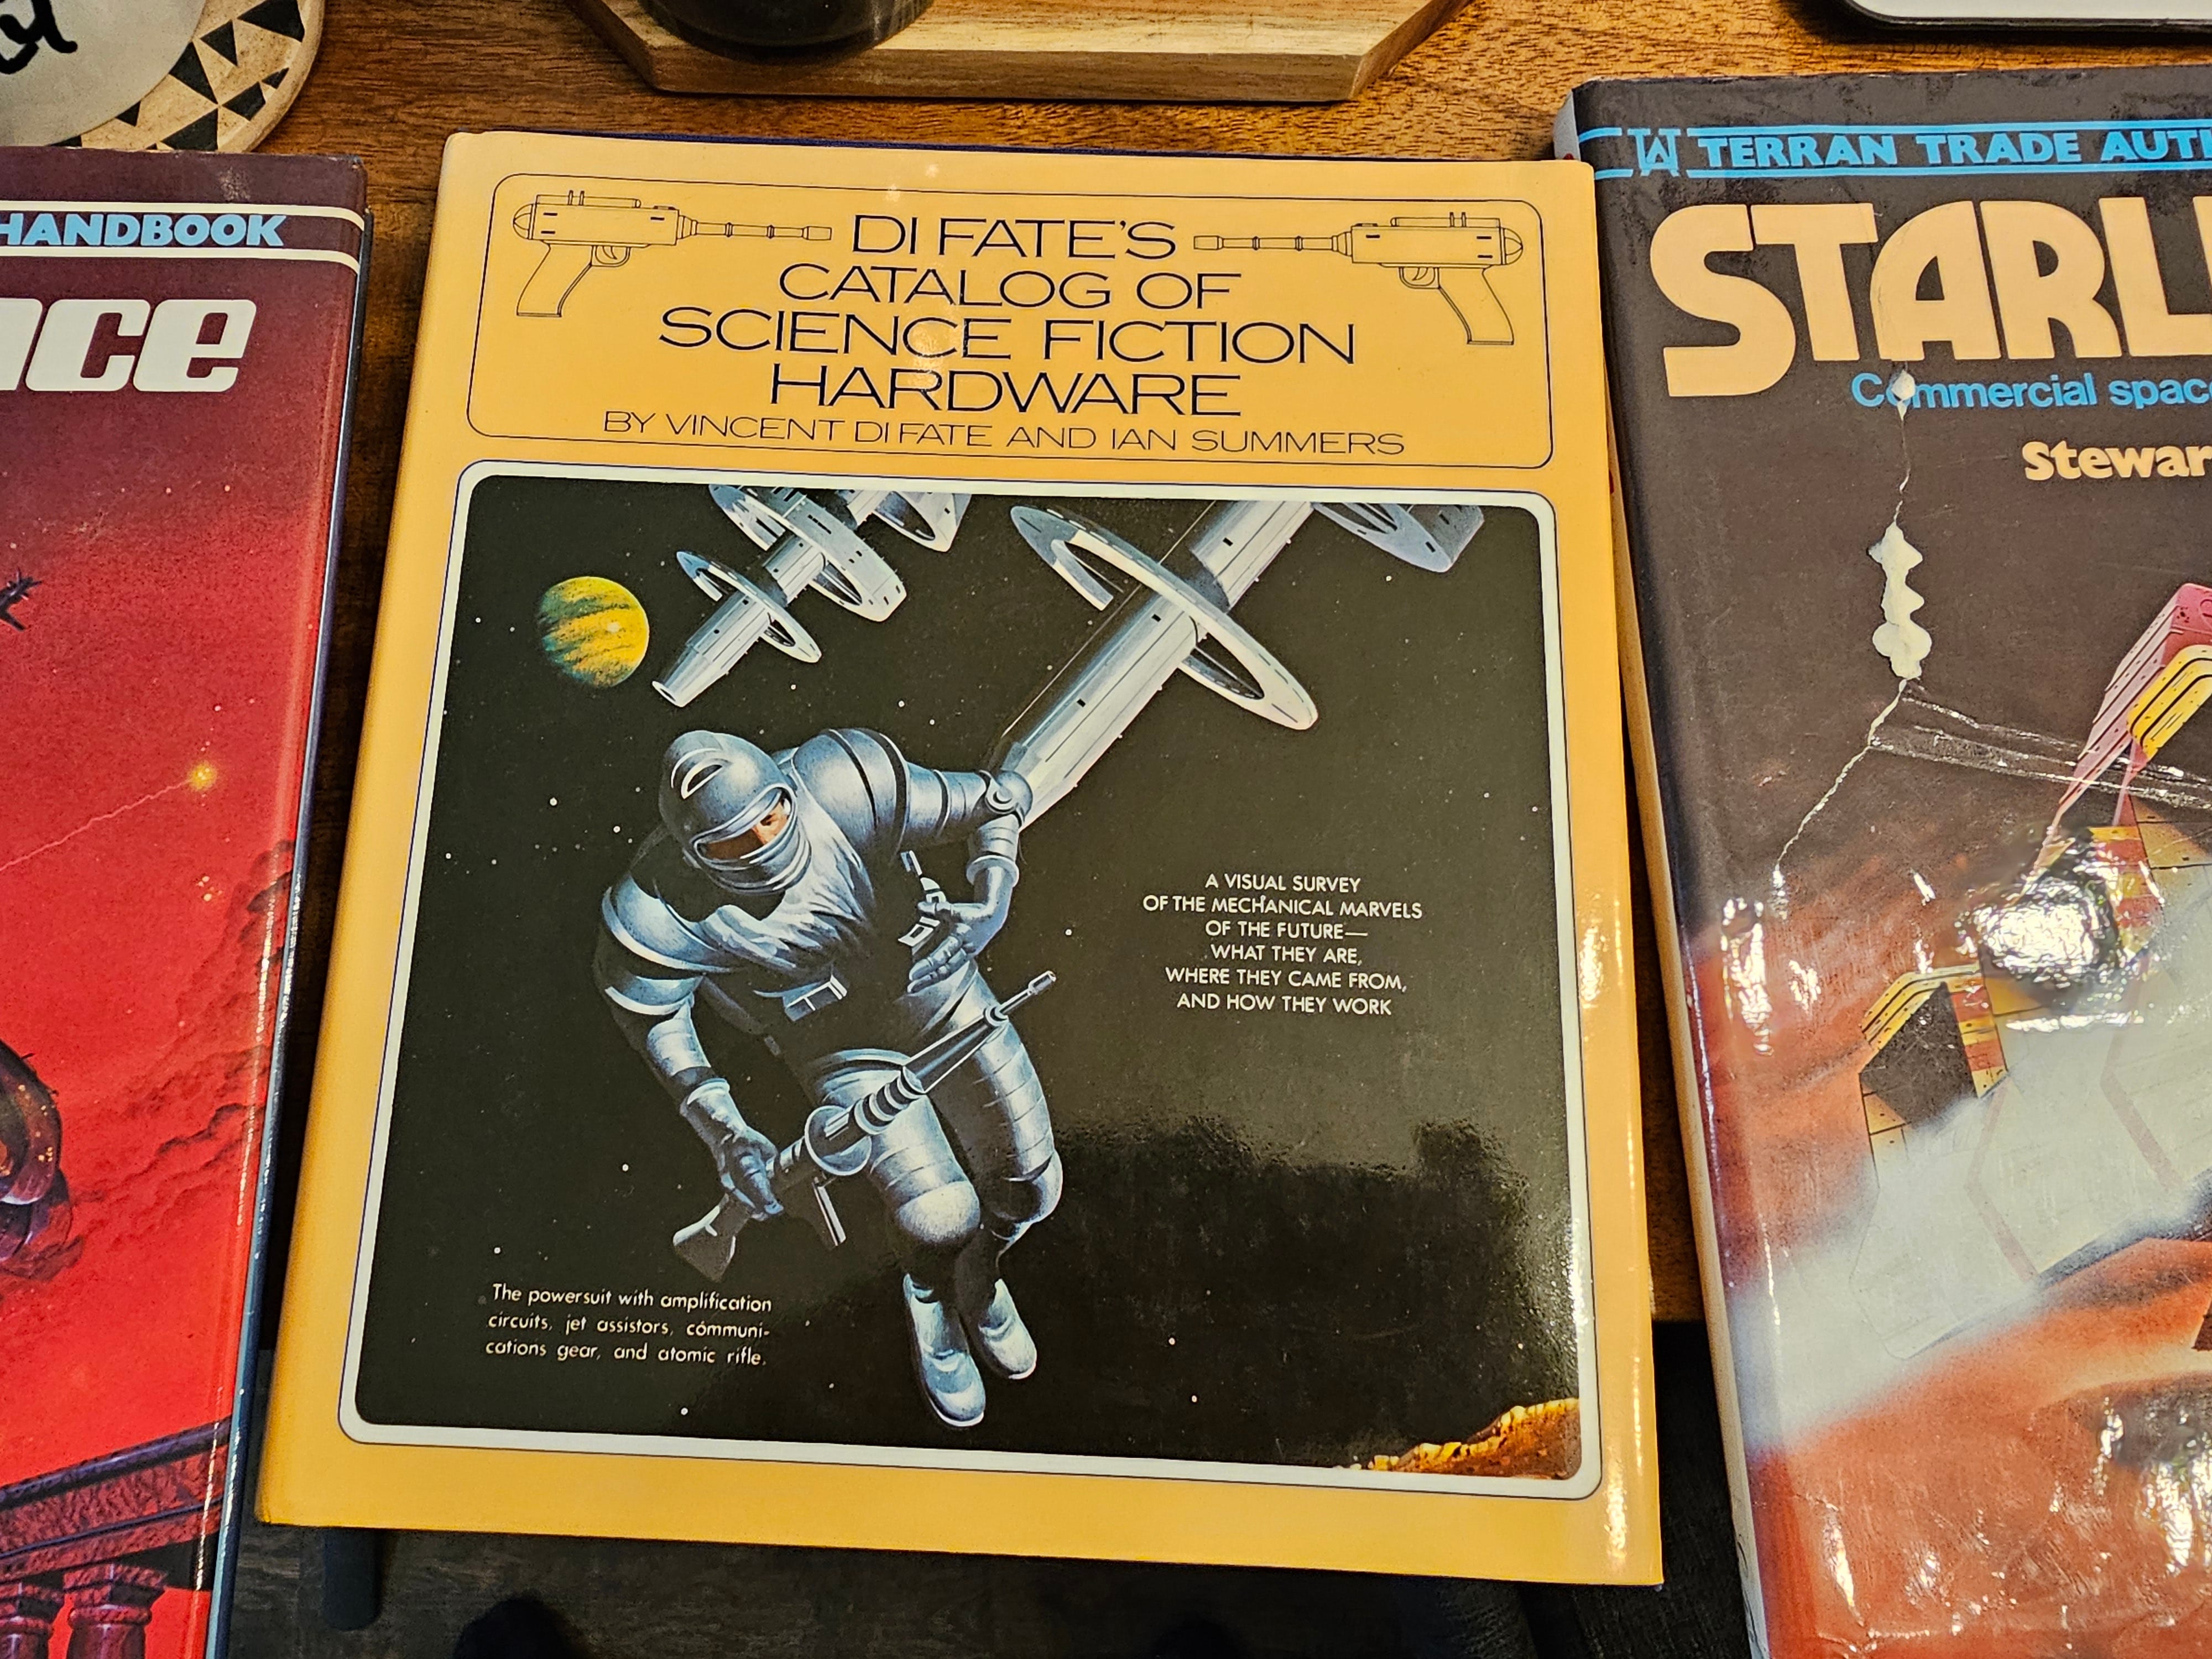 HANDBOOK
DI FATE'S
CATALOG OF
SCIENCE FICTION
HARDWARE
BY VINCENT DI FATE AND IAN SUMMERS
A VISUAL SURVEY
OF THE MECHANICAL MARVELS
OF THE FUTURE—
WHAT THEY ARE,
WHERE THEY CAME FROM,
AND HOW THEY WORK
The powersuit with amplification
circuits, jet assistors, communi-
cations gear, and atomic rifle.
TERRAN TRADE
Commercial